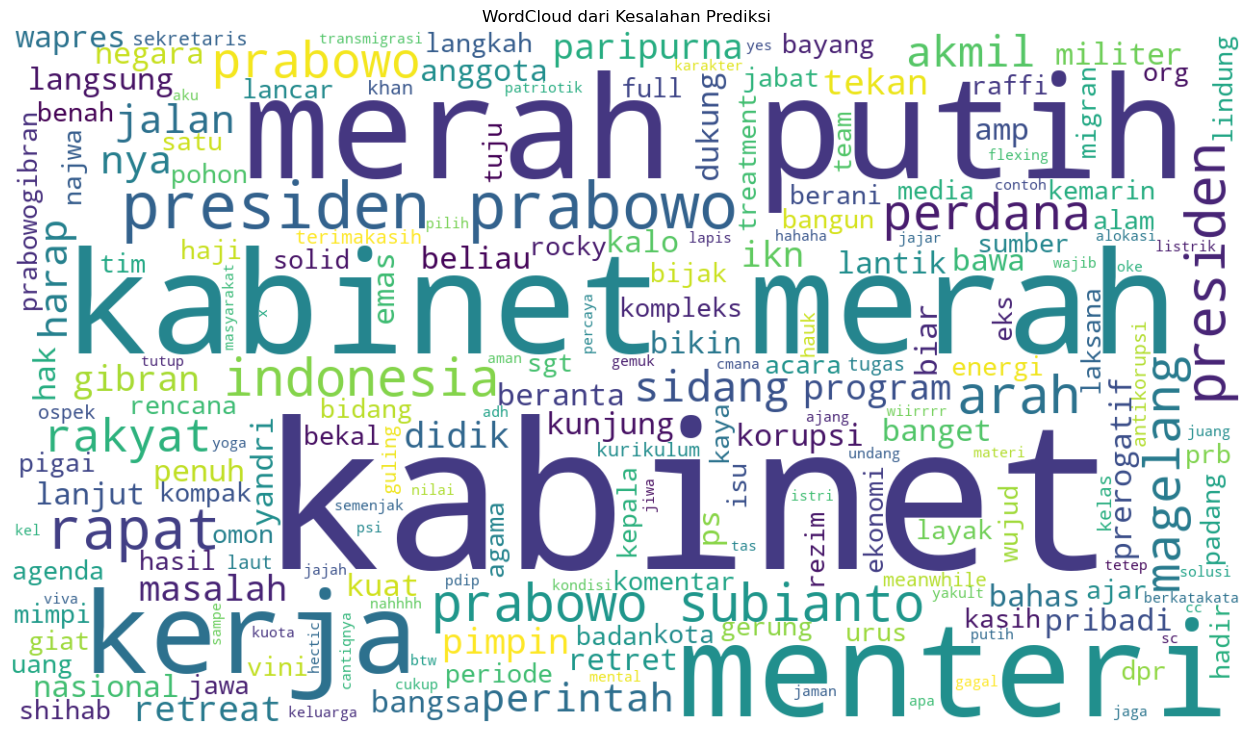 WordCloud dari Kesalahan Prediksi
wapres
sekretaris
transmigrasi
langkah
paripurna
yes
bayang
akmil
militer
negara
prabowo
anggota
karakter
langsung
aku
lancar
khan
patriotik
full
jabat
tekan
raffi
org
lindung
benah
jalan
merah putih
dukung
treatment
team
amp
migran
flexing
satu
tuju
nya
pohon
najwa
prabowogibran
presiden prabowo
berani
media
contoh
kemarin
presiden
pilih
bangun
perdana
alam
harap
haji
terimakasih
rocky
kalo
lapis
hahaha
jajar
sumber
alokasi
listrik
tim
solid
beliau
ikn
lantik
bawa
wajib
oke
kabinet merah
masyarakat
x
emas
bijak
percaya
kompleks
hauk
eks
laksana
antikorupsi
hak
tutup
aman
gemuk
bikin
cmana
biar
gibran
indonesia
sgt
acara
tugas
energi
rencana
beranta
sidang
program
arah
prerogatif
magelang
ospek
bidang
adh
kunjung
kaya
ajang
wiirrrr
rakyat
yoga
bekal
didik
korupsi
banget
juang
pigai
penuh
yandri
guling
kurikulum
undang
materi
prb
lanjut
kompak
nilai
kepala
jiwa
isu
istri
ekonomi
kelas
padang
kabinet
kel
rapat
omon
semenjak
psi
agama
ps
tas
rezim
layak
wujud
hasil
laut
tetep
solusi
agenda
masalah
jajah
kuat
pdip
kondisi
komentar
meanwhile
ajar
berkatakata
mimpi
viva
nahhhh
prabowo subianto
yakult
bahas
cc
giat
kerja
sampe
kuota
hectic
cantiqnya
pimpin
badankota
gerung
urus
kasih
pribadi
hadir
putih
sc
uang
vini
btw
periode
retret
menteri
dpr
nasional
jawa
cukup
mental
jaman
gagal
shihab
retreat
keluarga
bangsa
perintah
apa
jaga